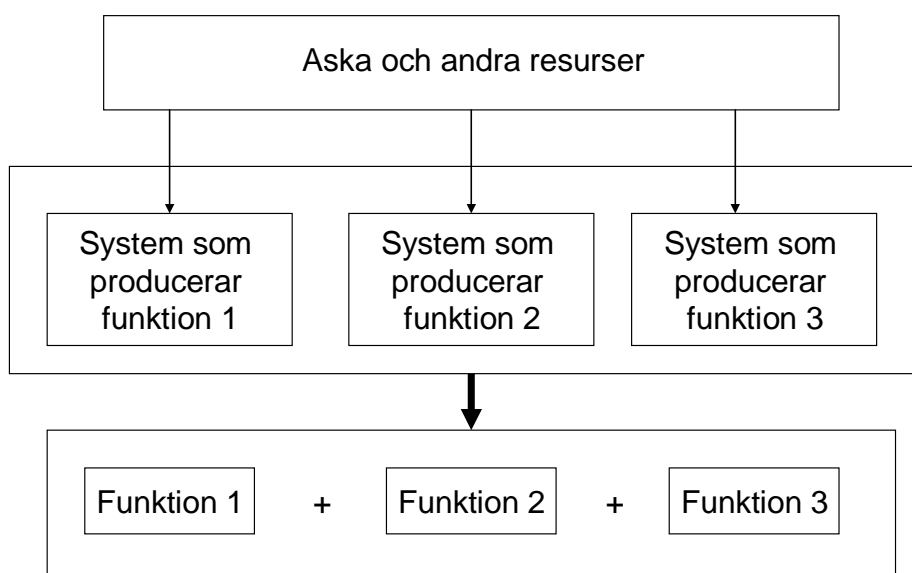 Aska och andra resurser
System som
producerar
funktion 1
System som
producerar
funktion 2
System som
producerar
funktion 3
Funktion 1 + Funktion 2 + Funktion 3